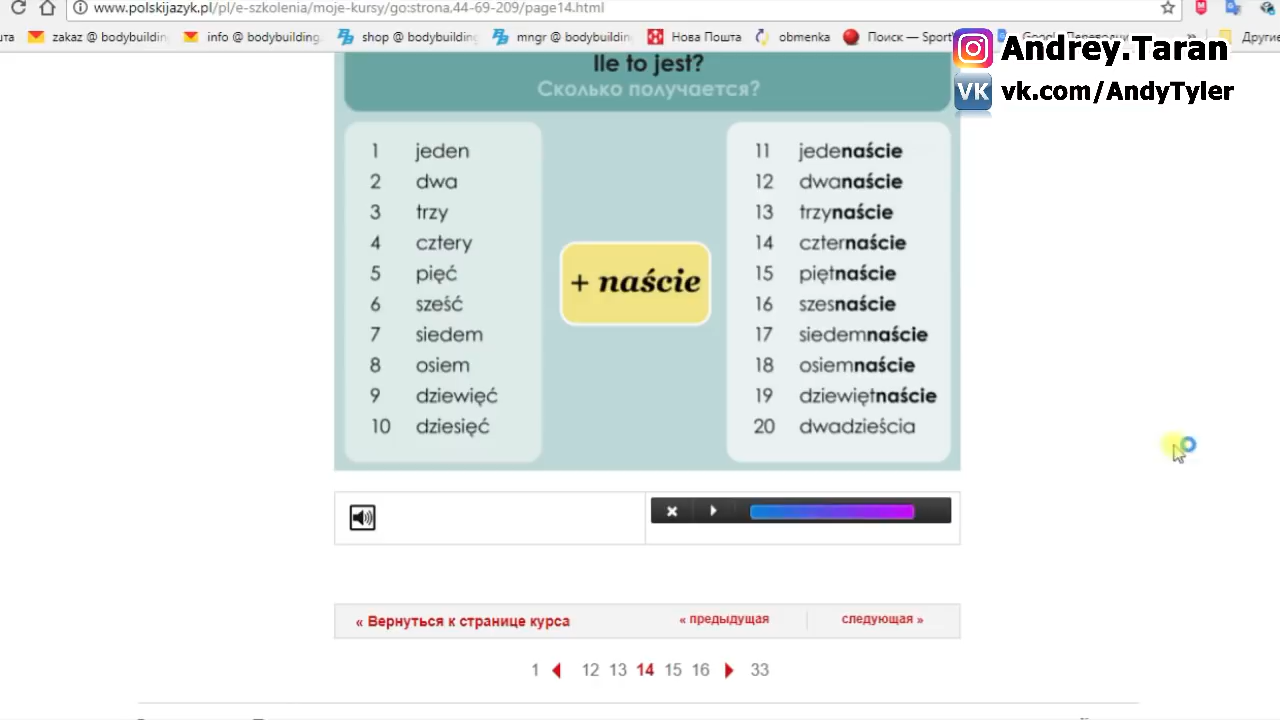 www.polskijazyk.pl/pl/e-szkolenia/moje-kursy/go:strona,44-69-209/page14.html
zakaz @ bodybuilding
info @ bodybuilding
shop @ bodybuilding
mngr @ bodybuilding
Нова Пошта
obmenka
Поиск — Sport
Другие
Andrey.Taran
VK vk.com/AndyTyler
Ile to jest?
Сколько получается?
1 jeden
2 dwa
3 trzy
4 cztery
5 pięć
6 sześć
7 siedem
8 osiem
9 dziewięć
10 dziesięć
+ naście
11 jedenaście
12 dwanaście
13 trzynaście
14 czternaście
15 piętnaście
16 szesnaście
17 siedemnaście
18 osiemnaście
19 dziewiętnaście
20 dwadzieścia
« Вернуться к странице курса
« предыдущая
следующая »
1 12 13 14 15 16 33